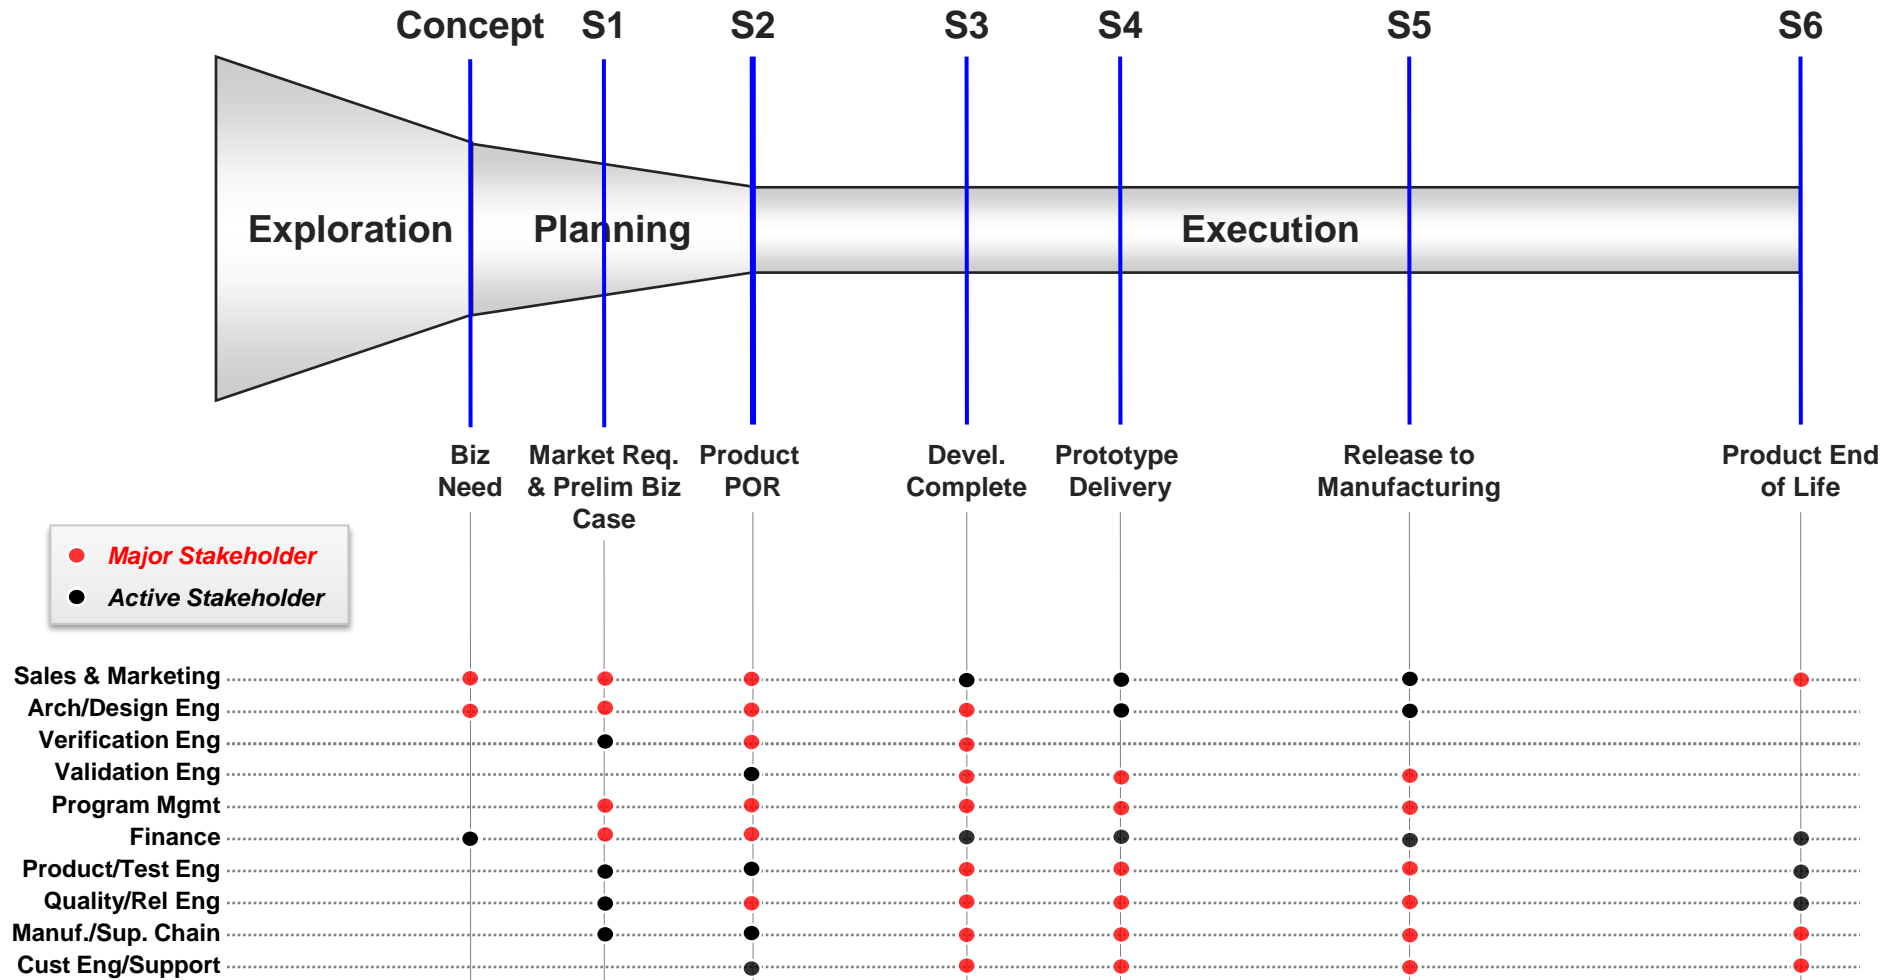 Concept S1 S2 S3 S4 S5 S6
Exploration Planning Execution
Biz
Need
Market Req.
& Prelim Biz
Case
Product
POR
Devel.
Complete
Prototype
Delivery
Release to
Manufacturing
Product End
of Life
Major Stakeholder
Active Stakeholder
Sales & Marketing
Arch/Design Eng
Verification Eng
Validation Eng
Program Mgmt
Finance
Product/Test Eng
Quality/Rel Eng
Manuf./Sup. Chain
Cust Eng/Support